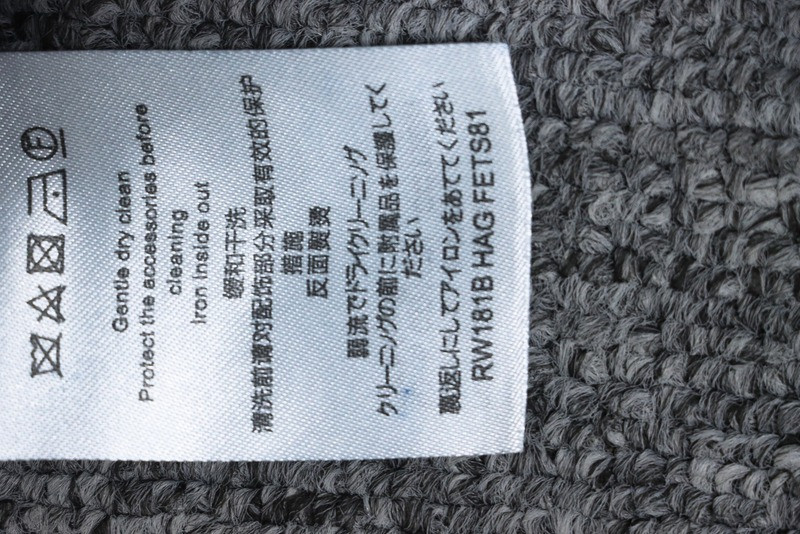 Gentle dry clean
Protect the accessories before
cleaning
Iron inside out
缓和干洗
清洗前请对配饰部分采取有效的保护
措施
反面熨烫
弱流でドライクリーニング
クリーニングの前に附属品を保護してく
ださい
裏返しにしてアイロンをあててください
RW181B HAG FETS81